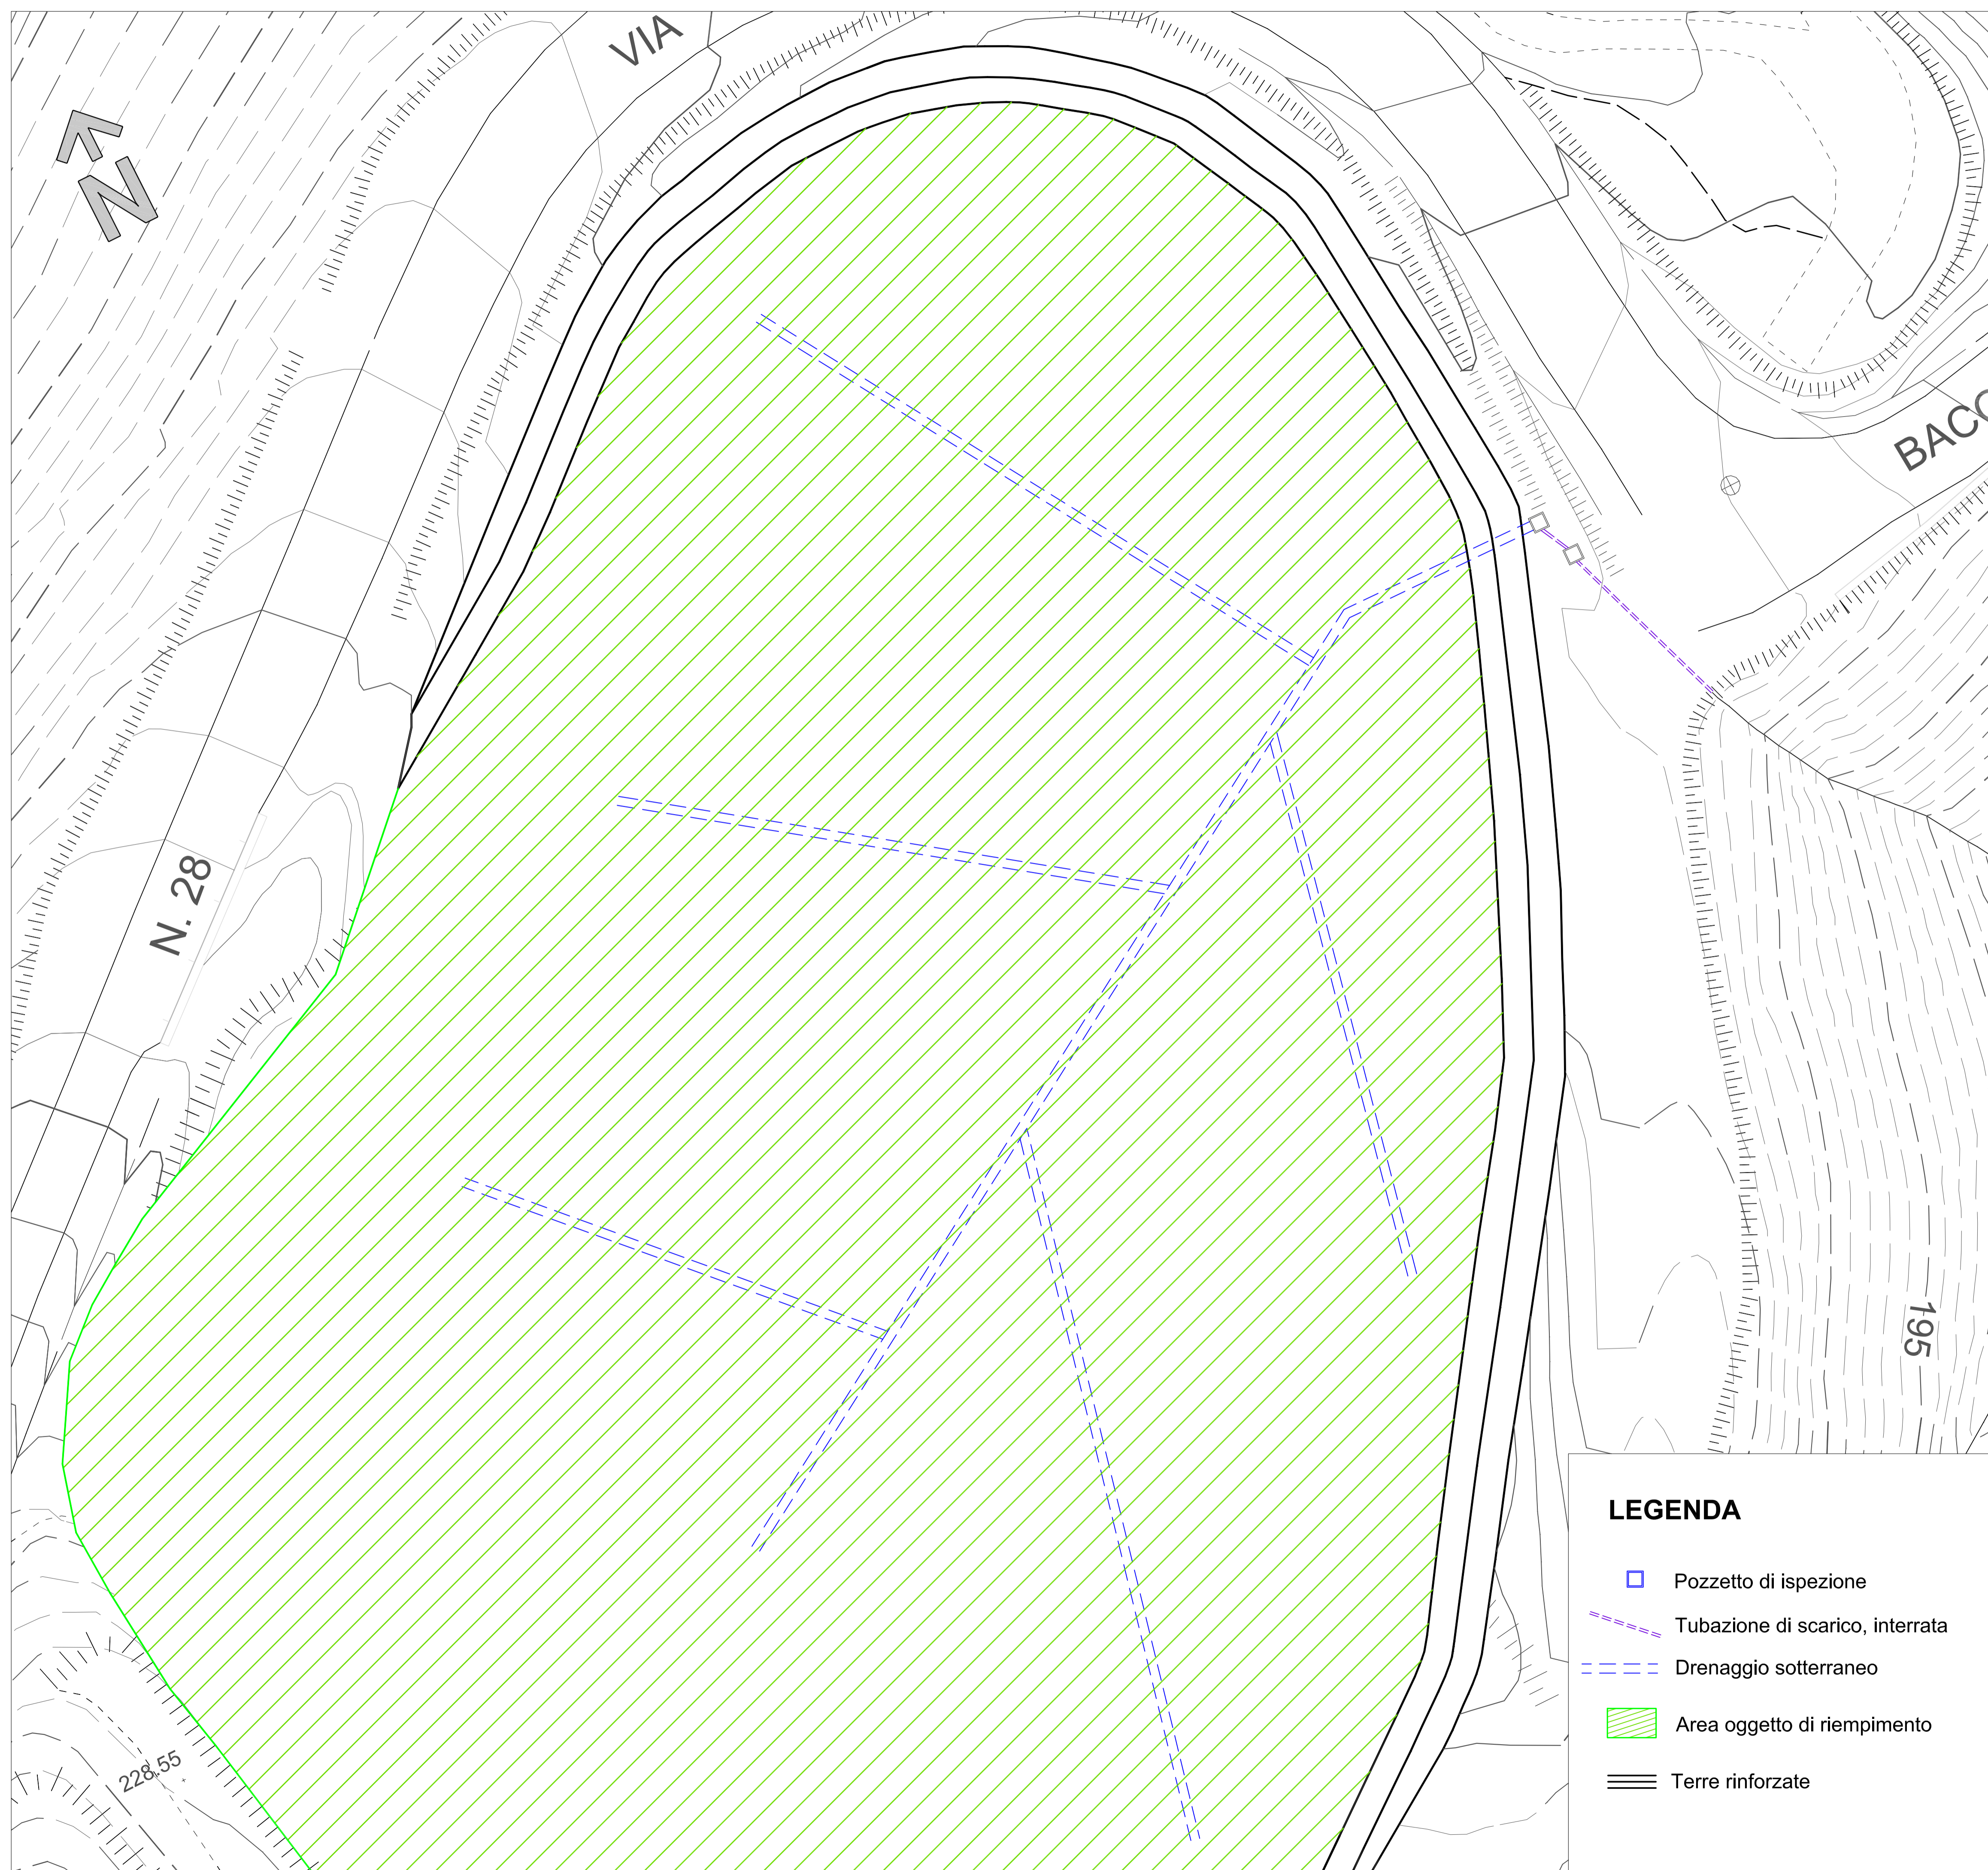 VIA
N
BACC
N. 28
195
228.55
LEGENDA
Pozzetto di ispezione
Tubazione di scarico, interrata
Drenaggio sotterraneo
Area oggetto di riempimento
Terre rinforzate